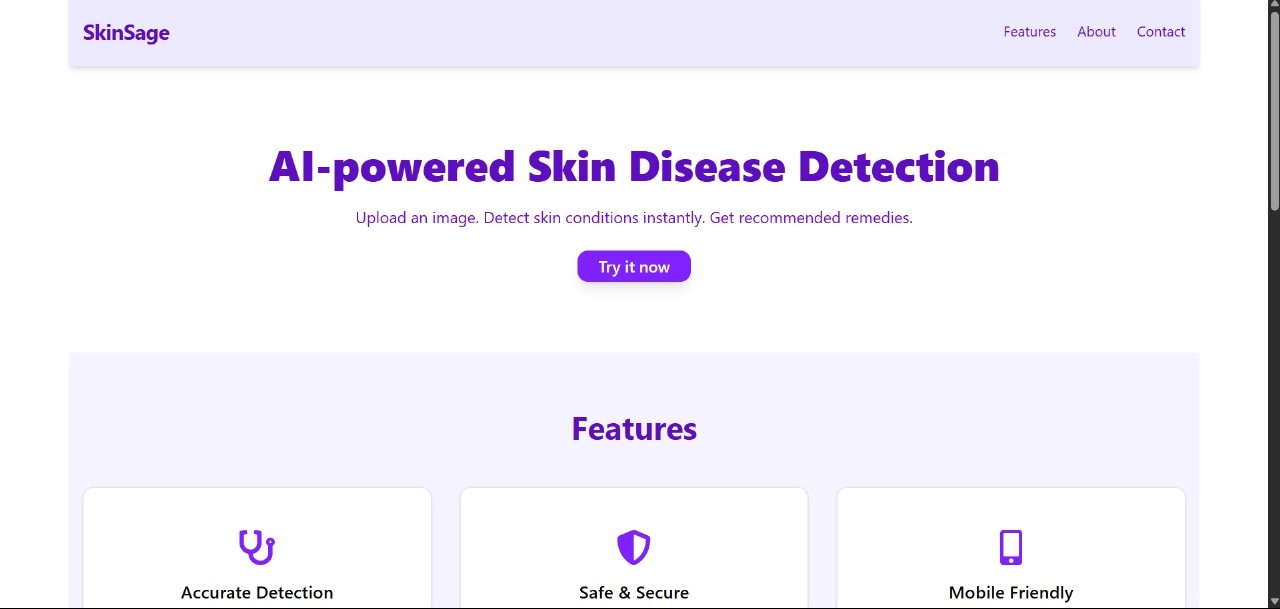 SkinSage
Features About Contact
AI-powered Skin Disease Detection
Upload an image. Detect skin conditions instantly. Get recommended remedies.
Try it now
Features
Accurate Detection
Safe & Secure
Mobile Friendly